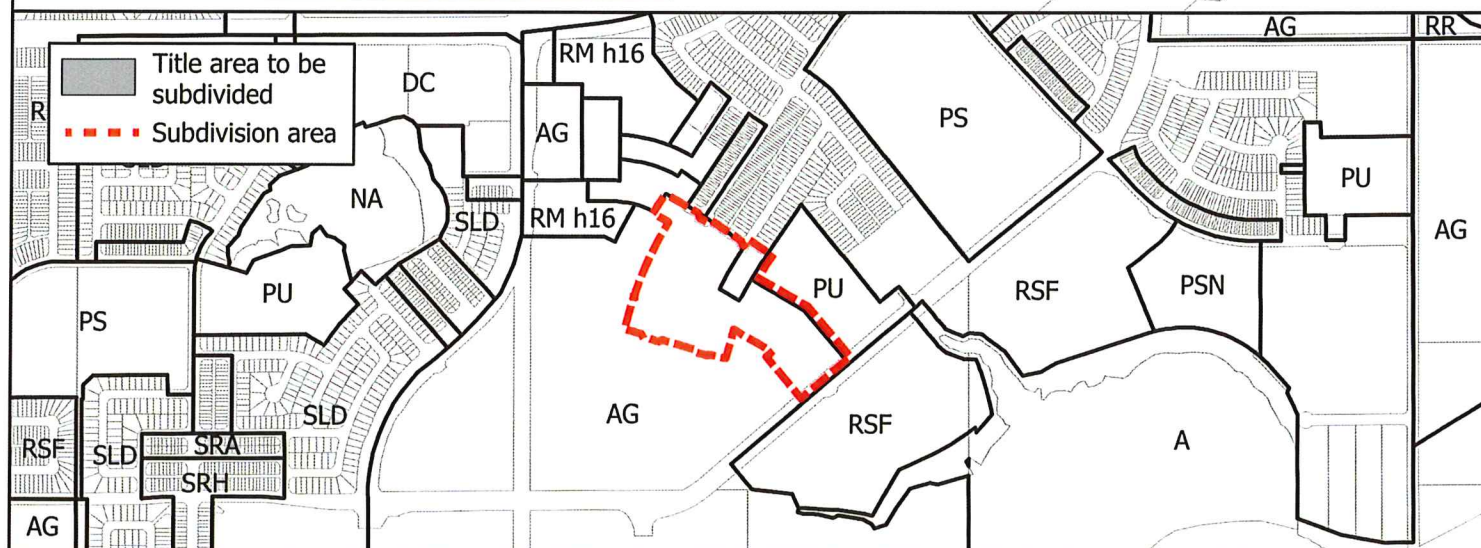 AG
RR
Title area to be
subdivided
Subdivision area
R
RM h16
DC
PS
AG
PU
NA
SLD
RM h16
AG
PU
PU
RSF
PSN
PS
AG
RSF
SLD
RSF
SLD
SRA
A
SRH
AG